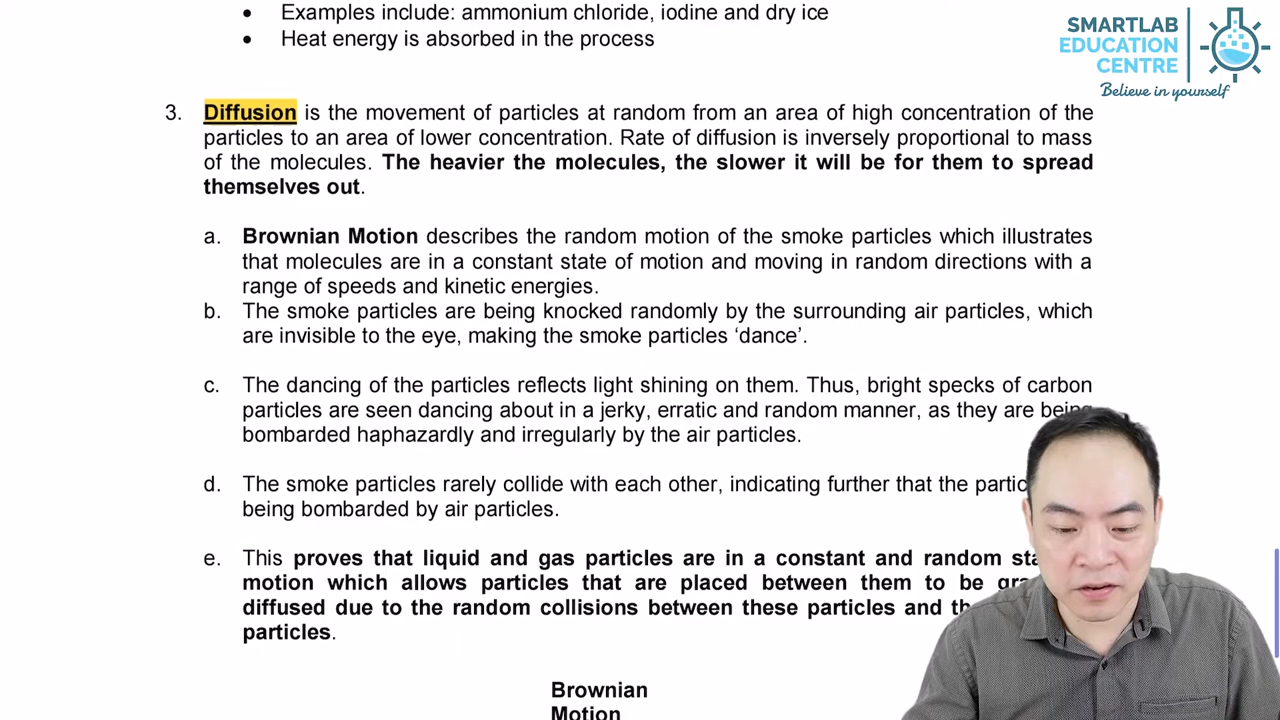 • Examples include: ammonium chloride, iodine and dry ice
• Heat energy is absorbed in the process
SMARTLAB
EDUCATION
CENTRE
Believe in yourself
3. Diffusion is the movement of particles at random from an area of high concentration of the
particles to an area of lower concentration. Rate of diffusion is inversely proportional to mass
of the molecules. The heavier the molecules, the slower it will be for them to spread
themselves out.
a. Brownian Motion describes the random motion of the smoke particles which illustrates
that molecules are in a constant state of motion and moving in random directions with a
range of speeds and kinetic energies.
b. The smoke particles are being knocked randomly by the surrounding air particles, which
are invisible to the eye, making the smoke particles ‘dance’.
c. The dancing of the particles reflects light shining on them. Thus, bright specks of carbon
particles are seen dancing about in a jerky, erratic and random manner, as they are being
bombarded haphazardly and irregularly by the air particles.
d. The smoke particles rarely collide with each other, indicating further that the
being bombarded by air particles.
e. This proves that liquid and gas particles are in a constant and random
motion which allows particles that are placed between them to be
diffused due to the random collisions between these particles and
particles.
Brownian
Motion